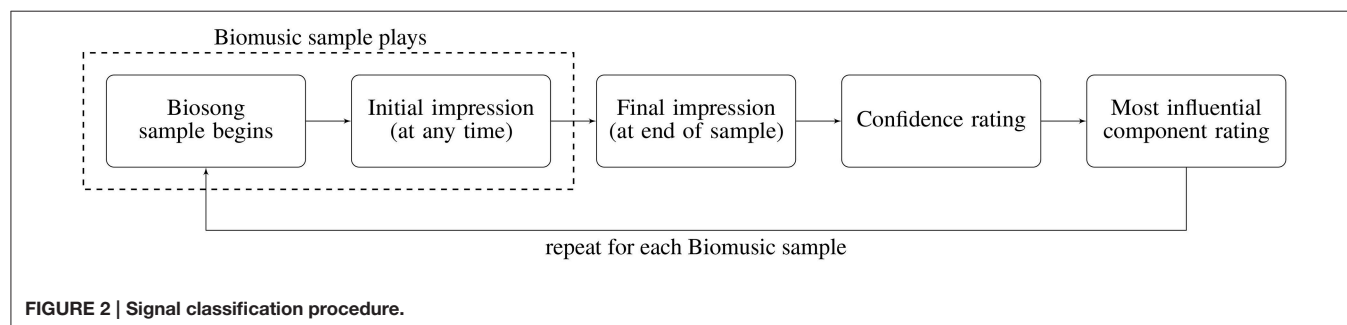 Biomusic sample plays
Biosong
sample begins
Initial impression
(at any time)
Final impression
(at end of sample)
Confidence rating
Most influential
component rating
repeat for each Biomusic sample
FIGURE 2 | Signal classification procedure.